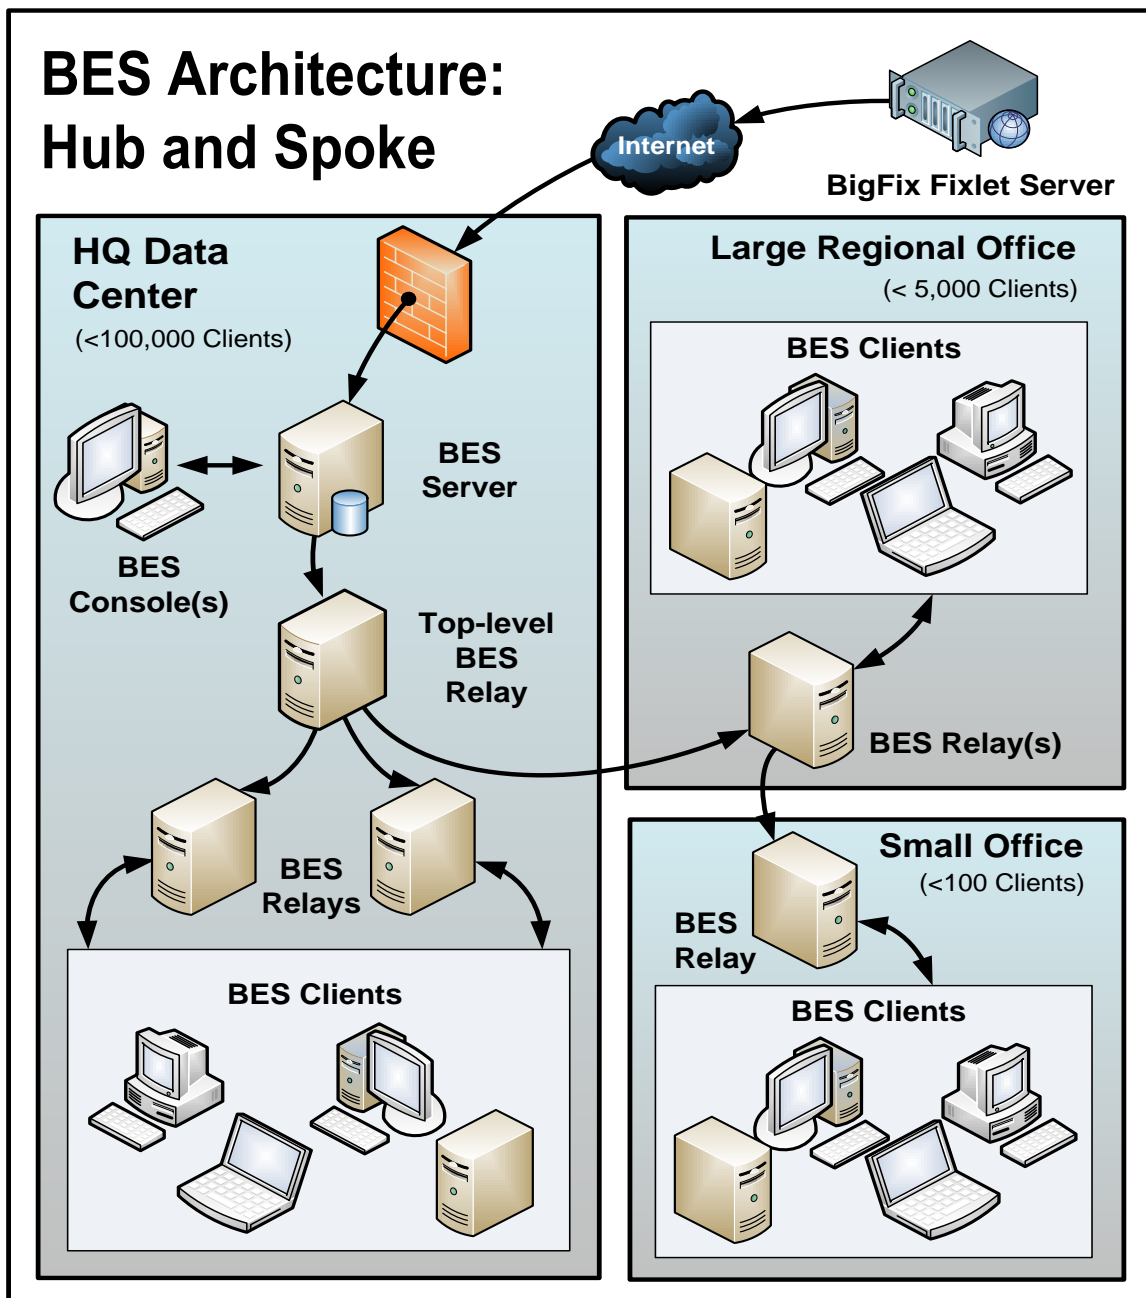 BES Architecture:
Hub and Spoke
Internet
BigFix Fixlet Server
HQ Data
Center
(<100,000 Clients)
BES
Server
BES
Console(s)
Top-level
BES
Relay
BES
Relays
BES Clients
Large Regional Office
(< 5,000 Clients)
BES Clients
BES Relay(s)
Small Office
(<100 Clients)
BES
Relay
BES Clients